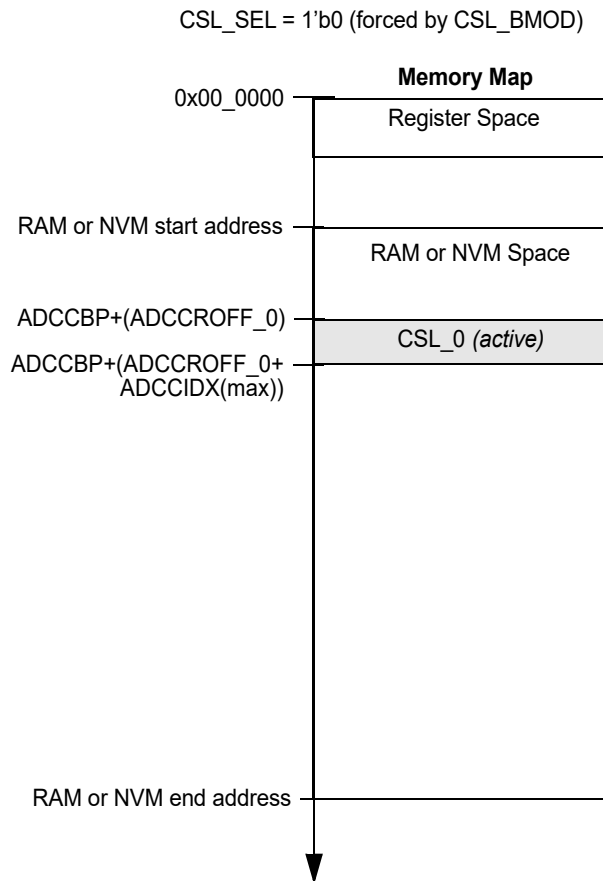 CSL_SEL = 1'b0 (forced by CSL_BMOD)
Memory Map
0x00_0000
Register Space
RAM or NVM start address
RAM or NVM Space
ADCCBP+(ADCCROFF_0)
CSL_0 (active)
ADCCBP+(ADCCROFF_0+
ADCCIDX(max))
RAM or NVM end address